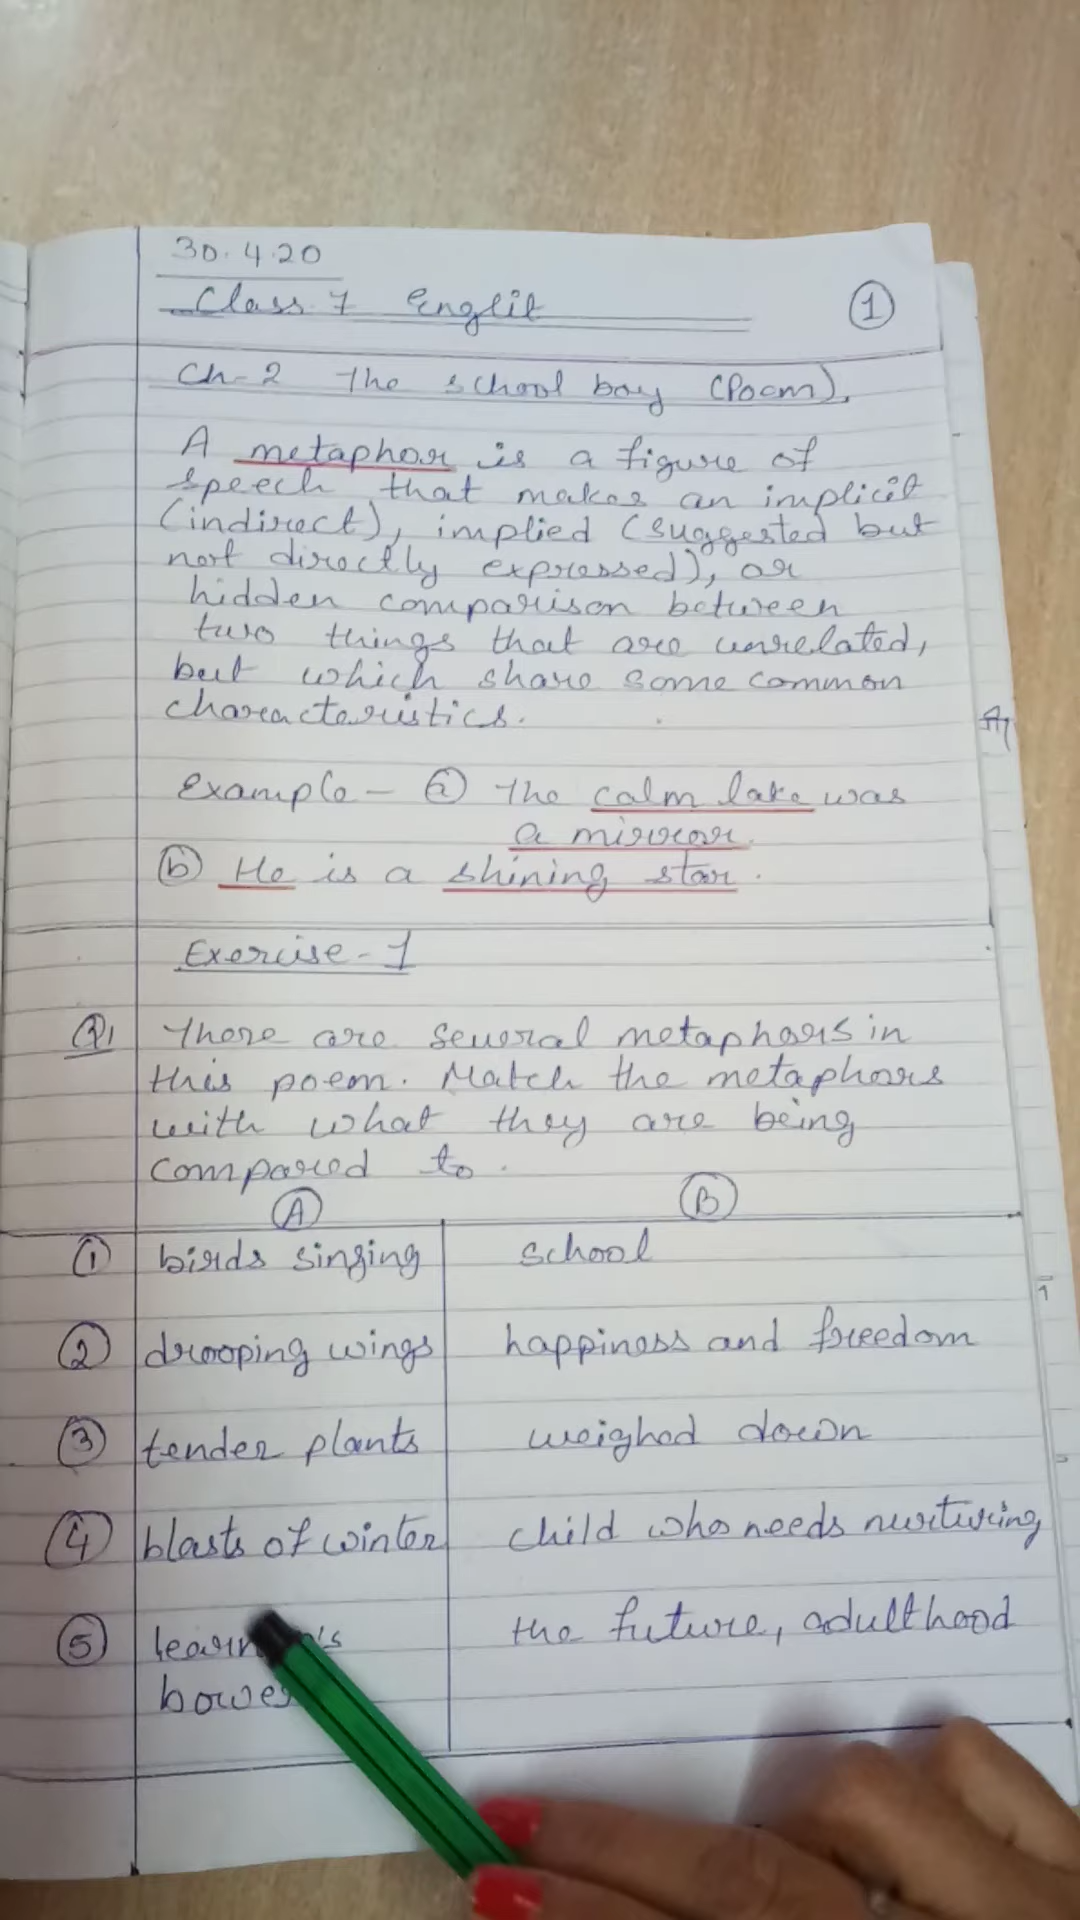 30.4.20
Class-7 English
1
Ch-2 The school boy (Poem).
A metaphor is a figure of
speech that makes an implicit
(indirect), implied (suggested but
not directly expressed), or
hidden comparison between
two things that are unrelated,
but which share some common
characteristics.
Example- (a) The calm lake was
a mirror.
(b) He is a shining star.
Exercise-1
Q1 There are several metaphors in
this poem. Match the metaphors
with what they are being
compared to.
A B
1 birds singing school
2 drooping wings happiness and freedom
3 tender plants weighed down
4 blasts of winter child who needs nurturing
5 the future, adulthood